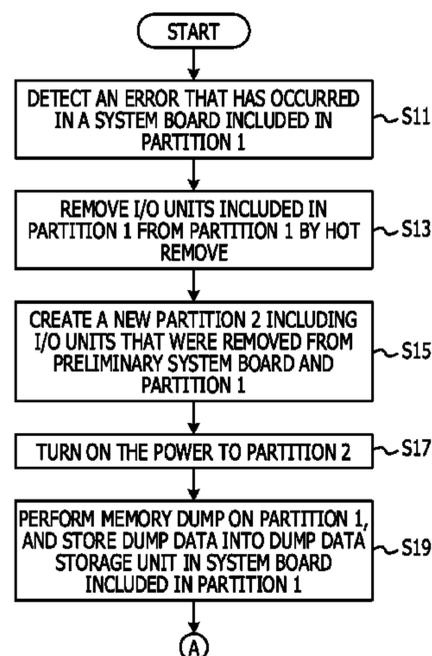 START
DETECT AN ERROR THAT HAS OCCURRED
IN A SYSTEM BOARD INCLUDED IN
PARTITION 1
S11
REMOVE I/O UNITS INCLUDED IN
PARTITION 1 FROM PARTITION 1 BY HOT
REMOVE
S13
CREATE A NEW PARTITION 2 INCLUDING
I/O UNITS THAT WERE REMOVED FROM
PRELIMINARY SYSTEM BOARD AND
PARTITION 1
S15
TURN ON THE POWER TO PARTITION 2
S17
PERFORM MEMORY DUMP ON PARTITION 1,
AND STORE DUMP DATA INTO DUMP DATA
STORAGE UNIT IN SYSTEM BOARD
INCLUDED IN PARTITION 1
S19
A